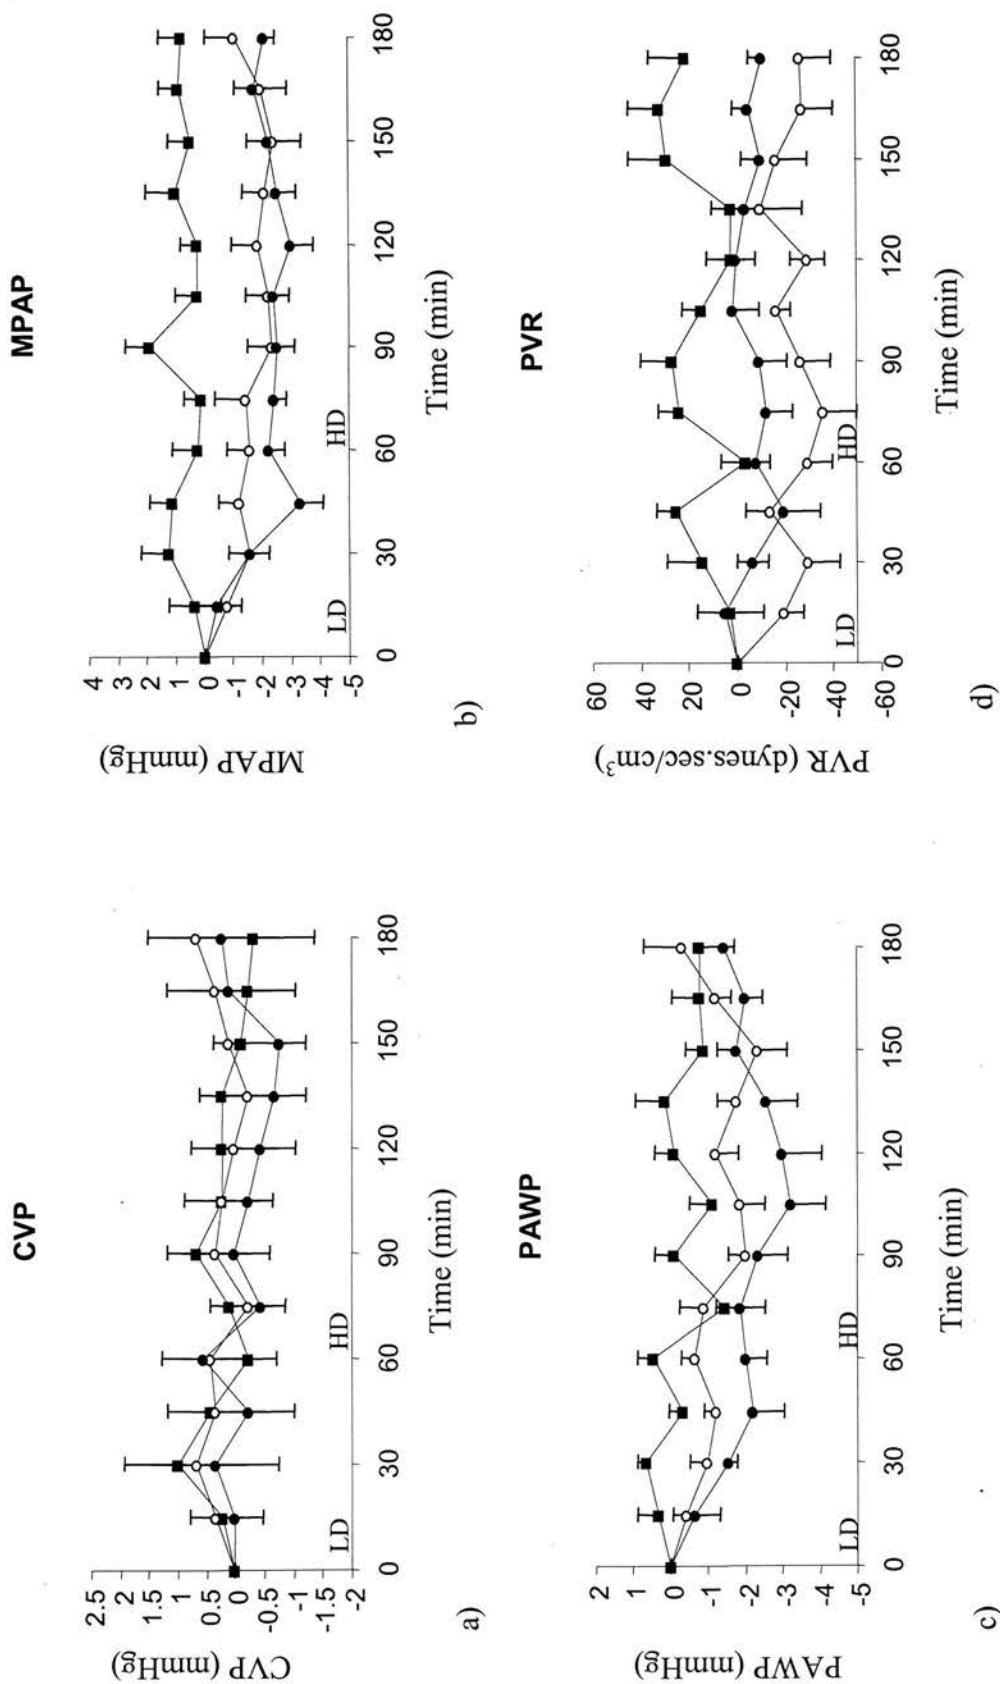 CVP
CVP (mmHg)
2.5
2
1.5
1
0.5
0
-0.5
-1
-1.5
-2
LD
HD
0 30 60 90 120 150 180
Time (min)
a)
MPAP
MPAP (mmHg)
4
3
2
1
0
-1
-2
-3
-4
-5
LD
HD
0 30 60 90 120 150 180
Time (min)
b)
PAWP
PAWP (mmHg)
2
1
0
-1
-2
-3
-4
-5
LD
HD
0 30 60 90 120 150 180
Time (min)
c)
PVR
PVR (dynes.sec/cm³)
60
40
20
0
-20
-40
-60
LD
HD
0 30 60 90 120 150 180
Time (min)
d)